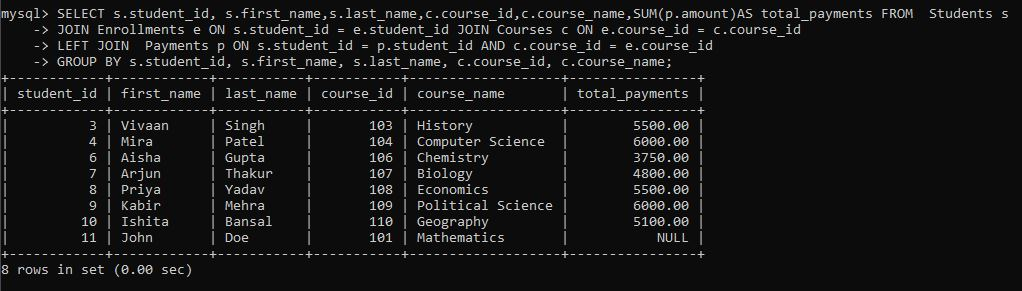 mysql> SELECT s.student_id, s.first_name,s.last_name,c.course_id,c.course_name,SUM(p.amount)AS total_payments FROM  Students s
    -> JOIN Enrollments e ON s.student_id = e.student_id JOIN Courses c ON e.course_id = c.course_id
    -> LEFT JOIN  Payments p ON s.student_id = p.student_id AND c.course_id = e.course_id
    -> GROUP BY s.student_id, s.first_name, s.last_name, c.course_id, c.course_name;
+------------+------------+-----------+-----------+-------------------+----------------+
| student_id | first_name | last_name | course_id | course_name       | total_payments |
+------------+------------+-----------+-----------+-------------------+----------------+
|          3 | Vivaan     | Singh     |       103 | History           |        5500.00 |
|          4 | Mira       | Patel     |       104 | Computer Science  |        6000.00 |
|          6 | Aisha      | Gupta     |       106 | Chemistry         |        3750.00 |
|          7 | Arjun      | Thakur    |       107 | Biology           |        4800.00 |
|          8 | Priya      | Yadav     |       108 | Economics         |        5500.00 |
|          9 | Kabir      | Mehra     |       109 | Political Science |        6000.00 |
|         10 | Ishita     | Bansal    |       110 | Geography         |        5100.00 |
|         11 | John       | Doe       |       101 | Mathematics       |           NULL |
+------------+------------+-----------+-----------+-------------------+----------------+
8 rows in set (0.00 sec)